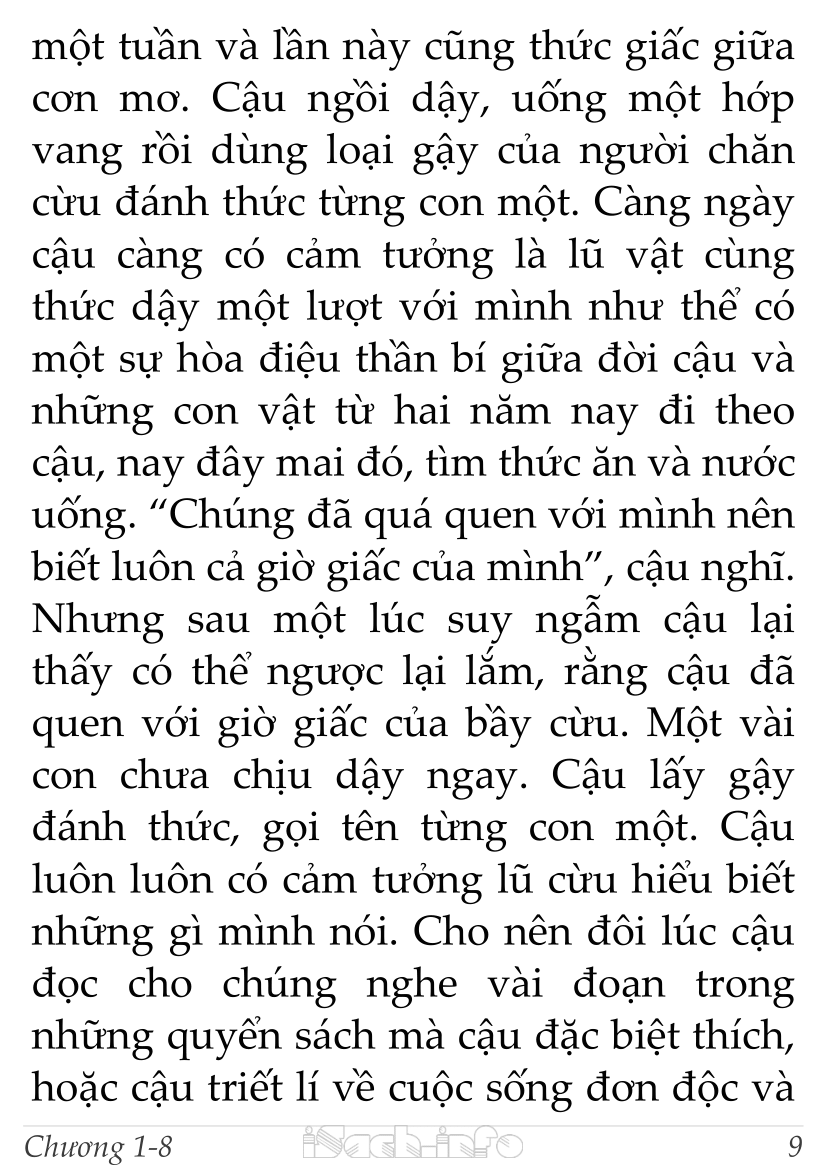 một tuần và lần này cũng thức giấc giữa
cơn mơ. Cậu ngồi dậy, uống một hớp
vang rồi dùng loại gậy của người chăn
cừu đánh thức từng con một. Càng ngày
cậu càng có cảm tưởng là lũ vật cùng
thức dậy một lượt với mình như thể có
một sự hòa điệu thần bí giữa đời cậu và
những con vật từ hai năm nay đi theo
cậu, nay đây mai đó, tìm thức ăn và nước
uống. “Chúng đã quá quen với mình nên
biết luôn cả giờ giấc của mình”, cậu nghĩ.
Nhưng sau một lúc suy ngẫm cậu lại
thấy có thể ngược lại lắm, rằng cậu đã
quen với giờ giấc của bầy cừu. Một vài
con chưa chịu dậy ngay. Cậu lấy gậy
đánh thức, gọi tên từng con một. Cậu
luôn luôn có cảm tưởng lũ cừu hiểu biết
những gì mình nói. Cho nên đôi lúc cậu
đọc cho chúng nghe vài đoạn trong
những quyển sách mà cậu đặc biệt thích,
hoặc cậu triết lí về cuộc sống đơn độc và
Chương 1-8 iSach.info 9